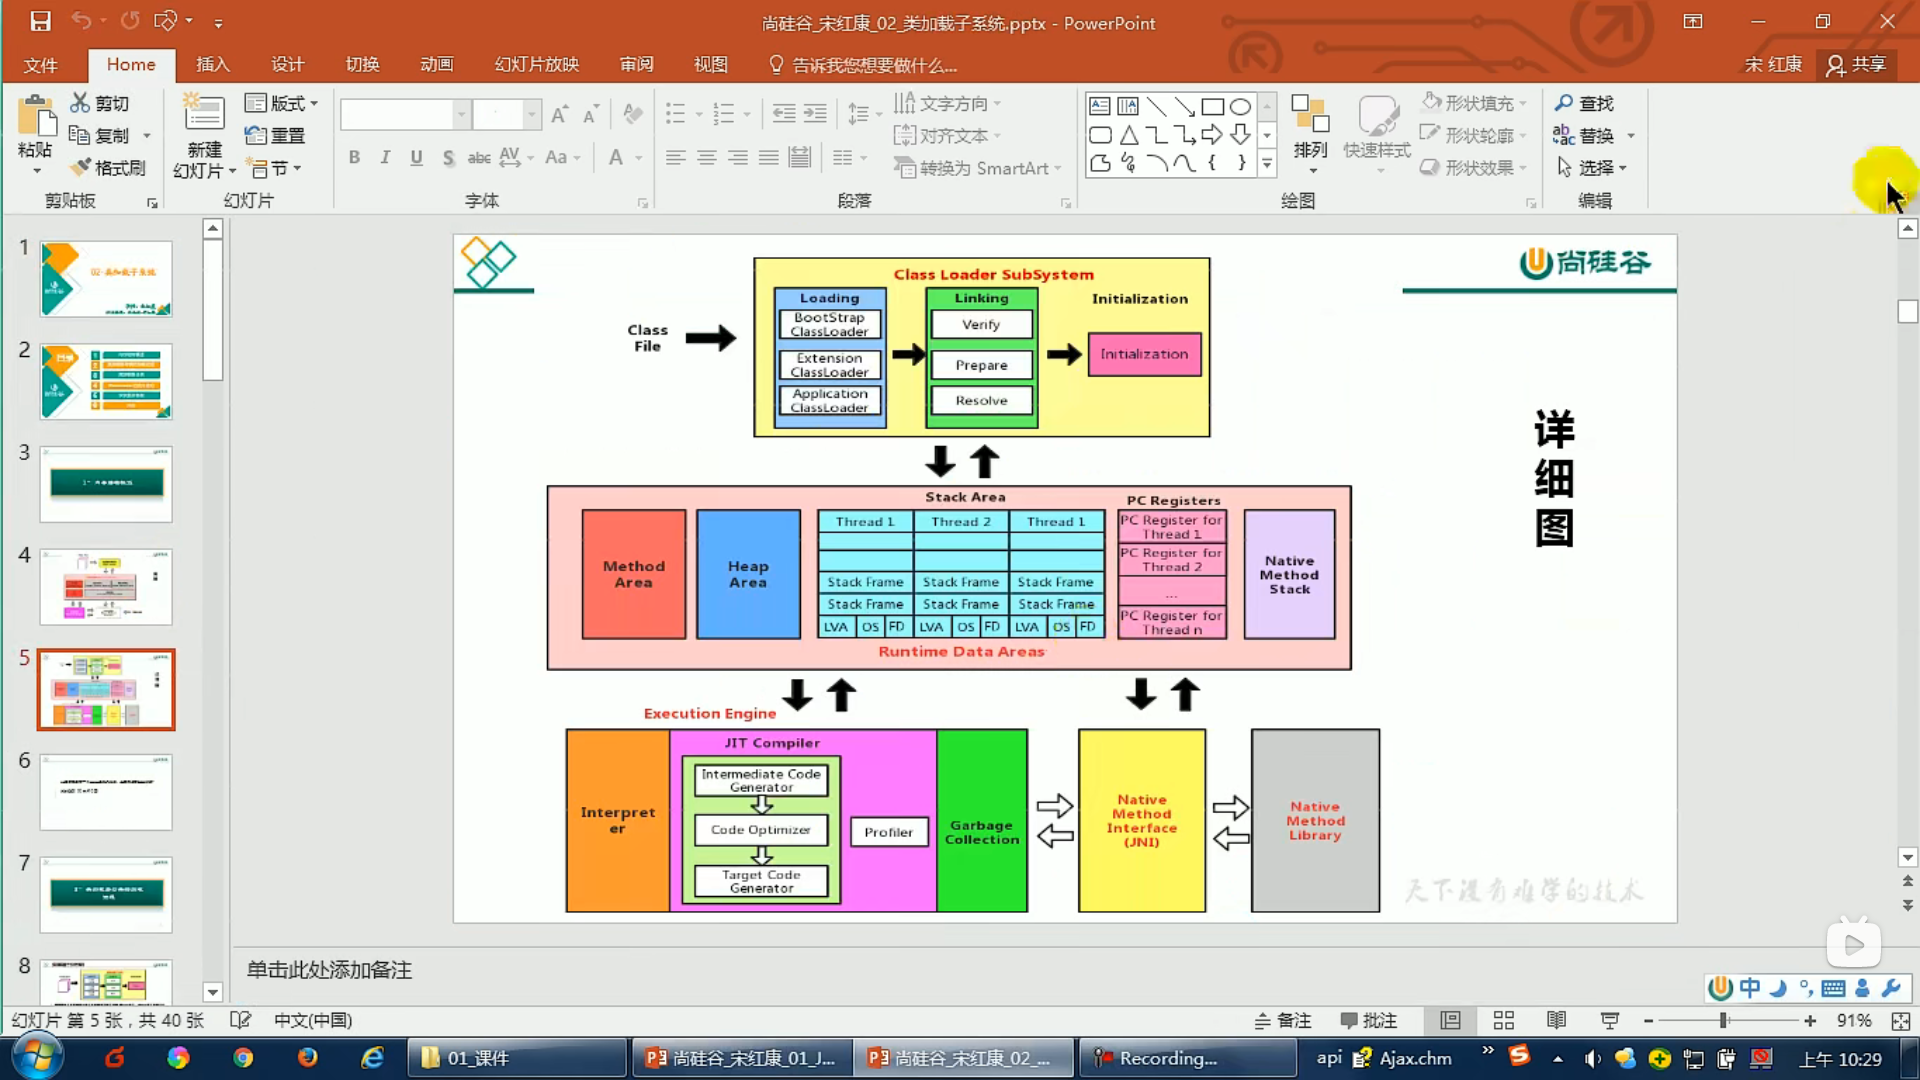 尚硅谷_宋红康_02_类加载子系统.pptx - PowerPoint
文件 Home 插入 设计 切换 动画 幻灯片放映 审阅 视图 告诉我您想要做什么... 宋 红康 共享
粘贴 剪切 复制 格式刷
剪贴板
新建
幻灯片
版式 重置 节
幻灯片
B I U S abc AV Aa A
字体
文字方向
对齐文本
转换为 SmartArt
段落
排列 快速样式
形状填充
形状轮廓
形状效果
绘图
查找
替换
选择
编辑
1
2
3
4
5
6
7
8
尚硅谷
详
细
图
Class
File
Class Loader SubSystem
Loading
BootStrap
ClassLoader
Extension
ClassLoader
Application
ClassLoader
Linking
Verify
Prepare
Resolve
Initialization
Initialization
Method
Area
Heap
Area
Stack Area
Thread 1 Thread 2 Thread 1
Stack Frame Stack Frame Stack Frame
Stack Frame Stack Frame Stack Frame
LVA OS FD LVA OS FD LVA OS FD
PC Registers
PC Register for
Thread 1
PC Register for
Thread 2
...
PC Register for
Thread n
Native
Method
Stack
Runtime Data Areas
Execution Engine
Interpret
er
JIT Compiler
Intermediate Code
Generator
Code Optimizer
Target Code
Generator
Profiler
Garbage
Collection
Native
Method
Interface
(JNI)
Native
Method
Library
天下没有难学的技术
单击此处添加备注
中
幻灯片 第 5 张，共 40 张 中文(中国) 备注 批注 91%
01_课件 尚硅谷_宋红康_01_J... 尚硅谷_宋红康_02_... Recording... api Ajax.chm 上午 10:29